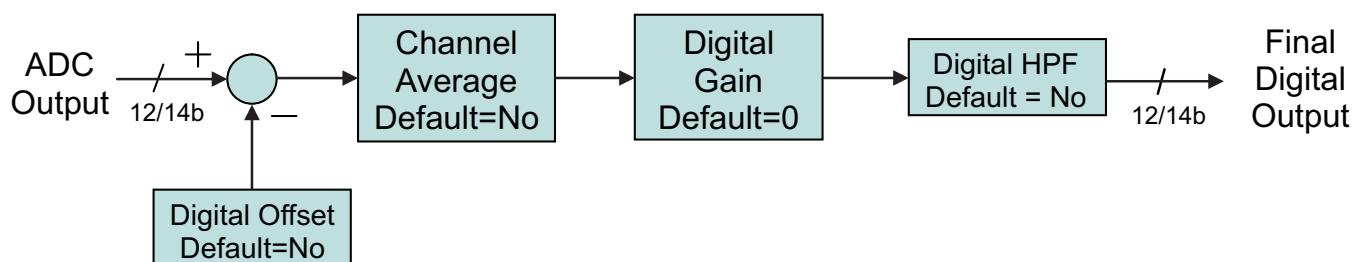 ADC
Output
12/14b
+
—
Digital Offset
Default=No
Channel
Average
Default=No
Digital
Gain
Default=0
Digital HPF
Default = No
12/14b
Final
Digital
Output